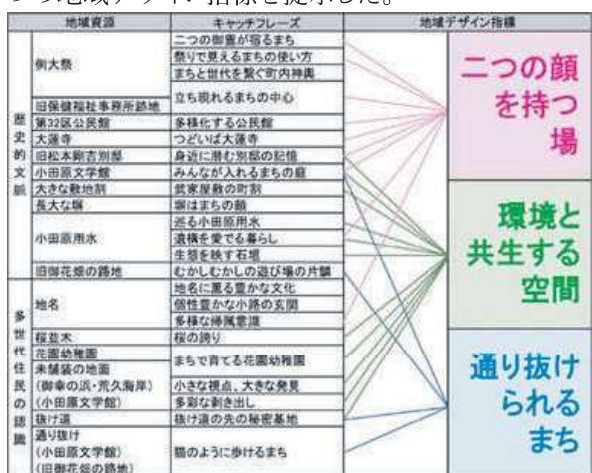 地域資源 キャッチフレーズ 地域デザイン指標
歴史的文脈
例大祭 二つの御霊が宿るまち
祭りで見えるまちの使い方
まちと世代を繋ぐ町内神輿
立ち現れるまちの中心
旧保健福祉事務所跡地
第32区公民館 多様化する公民館
大蓮寺 つどいば大蓮寺
旧松本剛吉別邸 身近に潜む別邸の記憶
小田原文学館 みんなが入れるまちの庭
大きな敷地割 武家屋敷の町割
長大な塀 塀はまちの顔
小田原用水 巡る小田原用水
遺構を愛でる暮らし
生態を映す石垣
旧御花畑の路地 むかしむかしの遊び場の片鱗
多世代住民の認識
地名 地名に薫る豊かな文化
個性豊かな小路の玄関
多様な帰属意識
桜並木 桜の誇り
花園幼稚園 まちで育てる花園幼稚園
未舗装の地面
(御幸の浜・荒久海岸) 小さな視点、大きな発見
(小田原文学館) 多彩な剥き出し
抜け道 抜け道の先の秘密基地
通り抜け
(小田原文学館) 猫のように歩けるまち
(旧御花畑の路地)
二つの顔
を持つ
場
環境と
共生する
空間
通り抜け
られる
まち